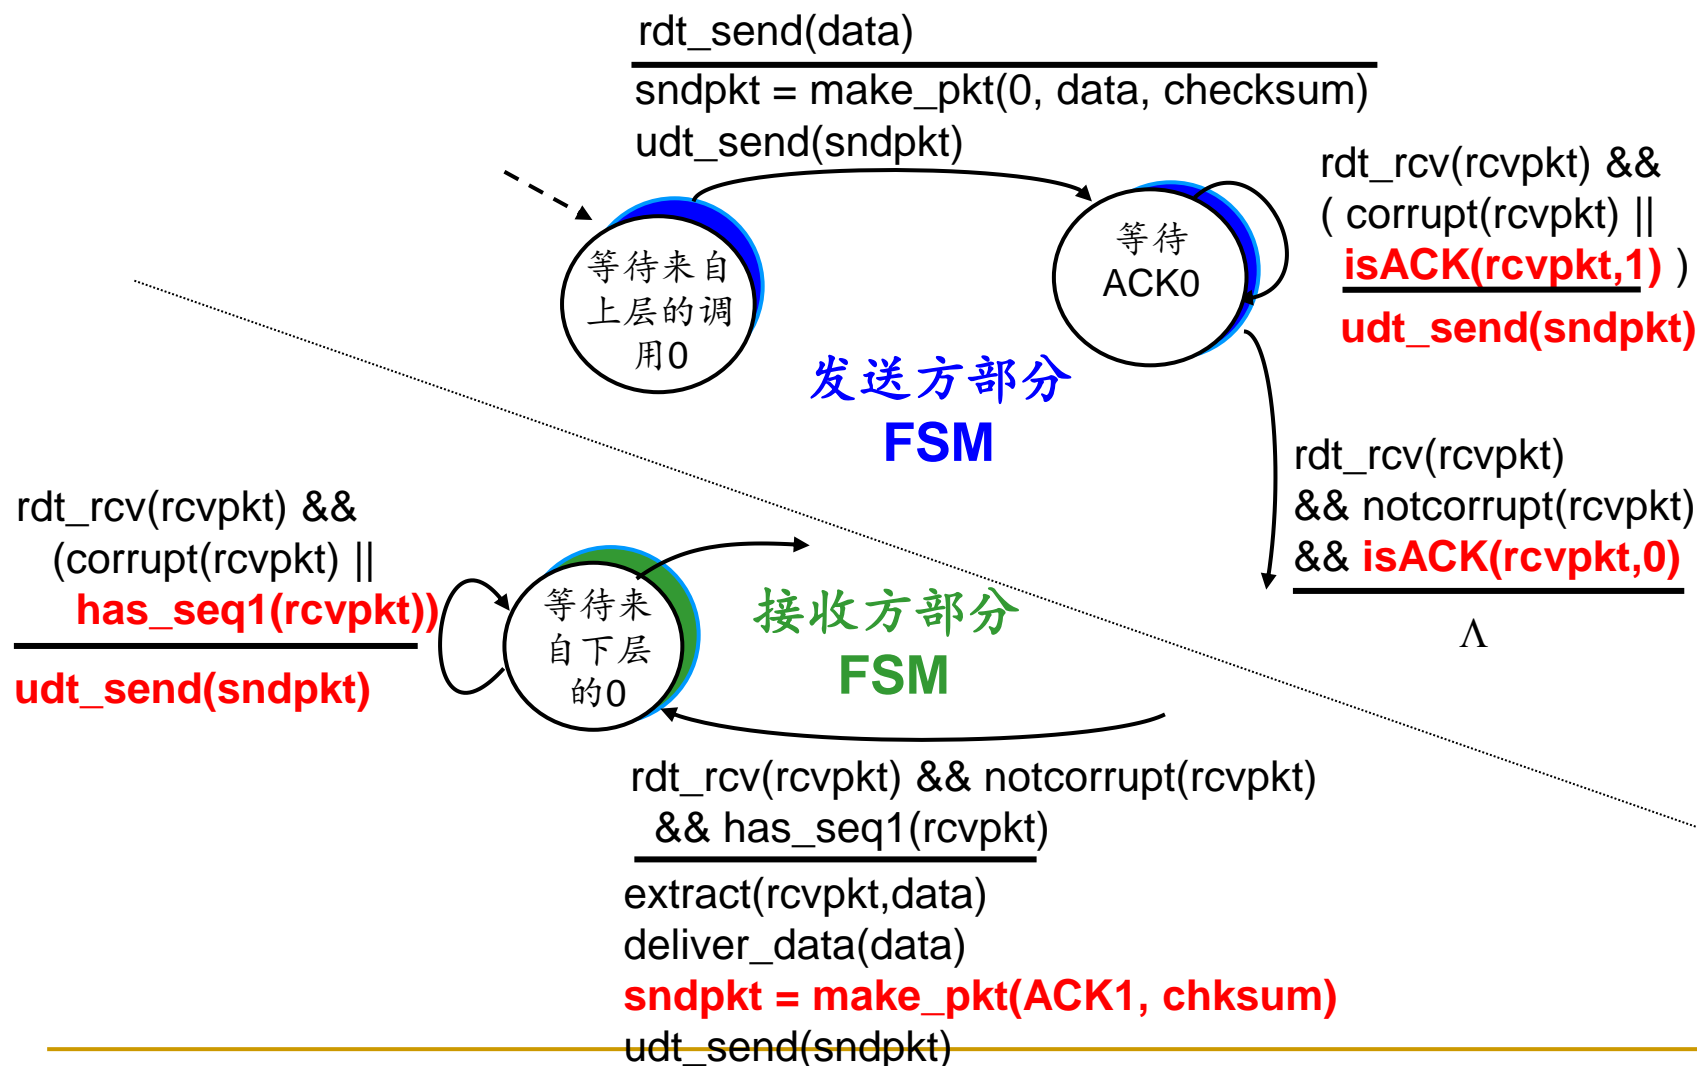 rdt_send(data)
sndpkt = make_pkt(0, data, checksum)
udt_send(sndpkt)
rdt_rcv(rcvpkt) &&
( corrupt(rcvpkt) ||
isACK(rcvpkt,1) )
udt_send(sndpkt)
等待来自
上层的调
用0
等待
ACK0
发送方部分
FSM
rdt_rcv(rcvpkt)
&& notcorrupt(rcvpkt)
&& isACK(rcvpkt,0)
Λ
rdt_rcv(rcvpkt) &&
(corrupt(rcvpkt) ||
has_seq1(rcvpkt))
udt_send(sndpkt)
等待来
自下层
的0
接收方部分
FSM
rdt_rcv(rcvpkt) && notcorrupt(rcvpkt)
&& has_seq1(rcvpkt)
extract(rcvpkt,data)
deliver_data(data)
sndpkt = make_pkt(ACK1, chksum)
udt_send(sndpkt)